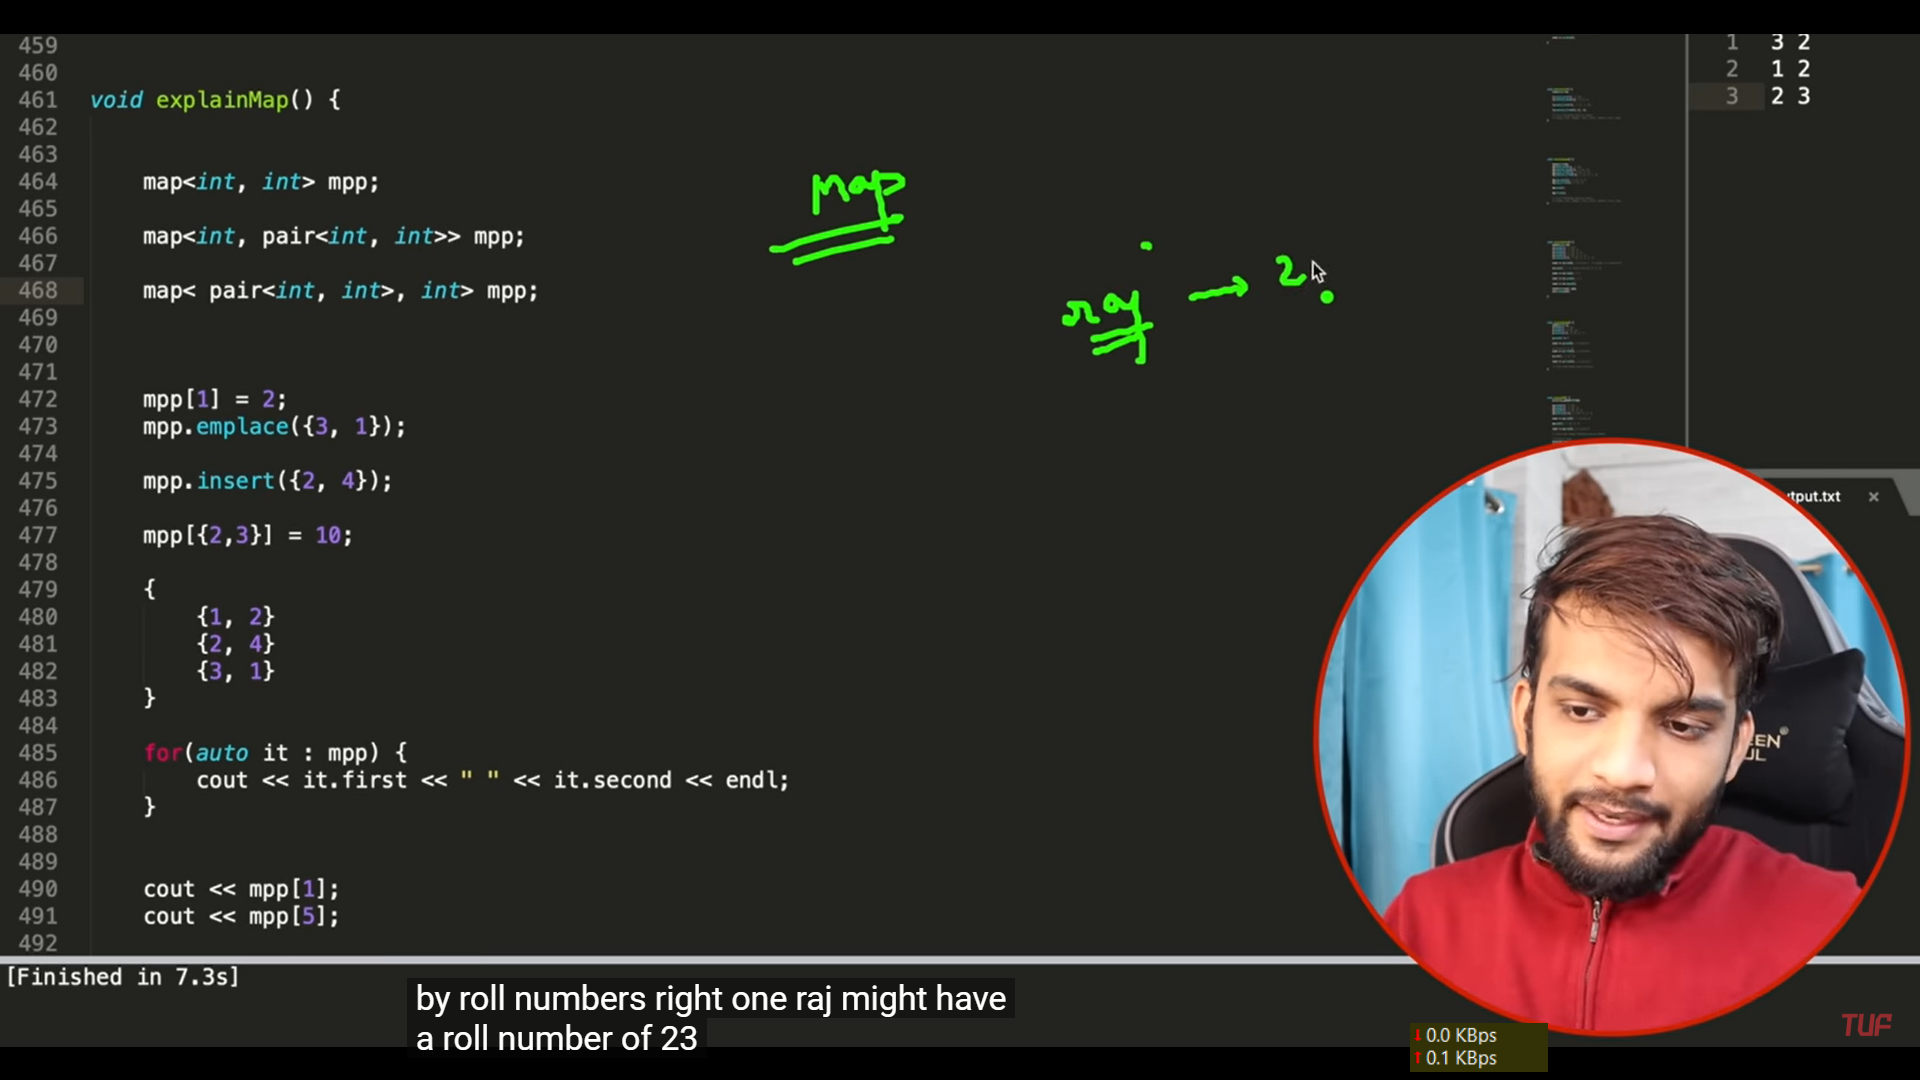 459
460
461 void explainMap() {
462
463
464 map<int, int> mpp;
465
466 map<int, pair<int, int>> mpp;
467
468 map< pair<int, int>, int> mpp;
469
470
471
472 mpp[1] = 2;
473 mpp.emplace({3, 1});
474
475 mpp.insert({2, 4});
476
477 mpp[{2,3}] = 10;
478
479 {
480 {1, 2}
481 {2, 4}
482 {3, 1}
483 }
484
485 for(auto it : mpp) {
486 cout << it.first << " " << it.second << endl;
487 }
488
489
490 cout << mpp[1];
491 cout << mpp[5];
492
[Finished in 7.3s]
Map
raj → 2
1 3 2
2 1 2
3 2 3
tput.txt ×
EEN
UL
by roll numbers right one raj might have
a roll number of 23
TUF
0.0 KBps
0.1 KBps